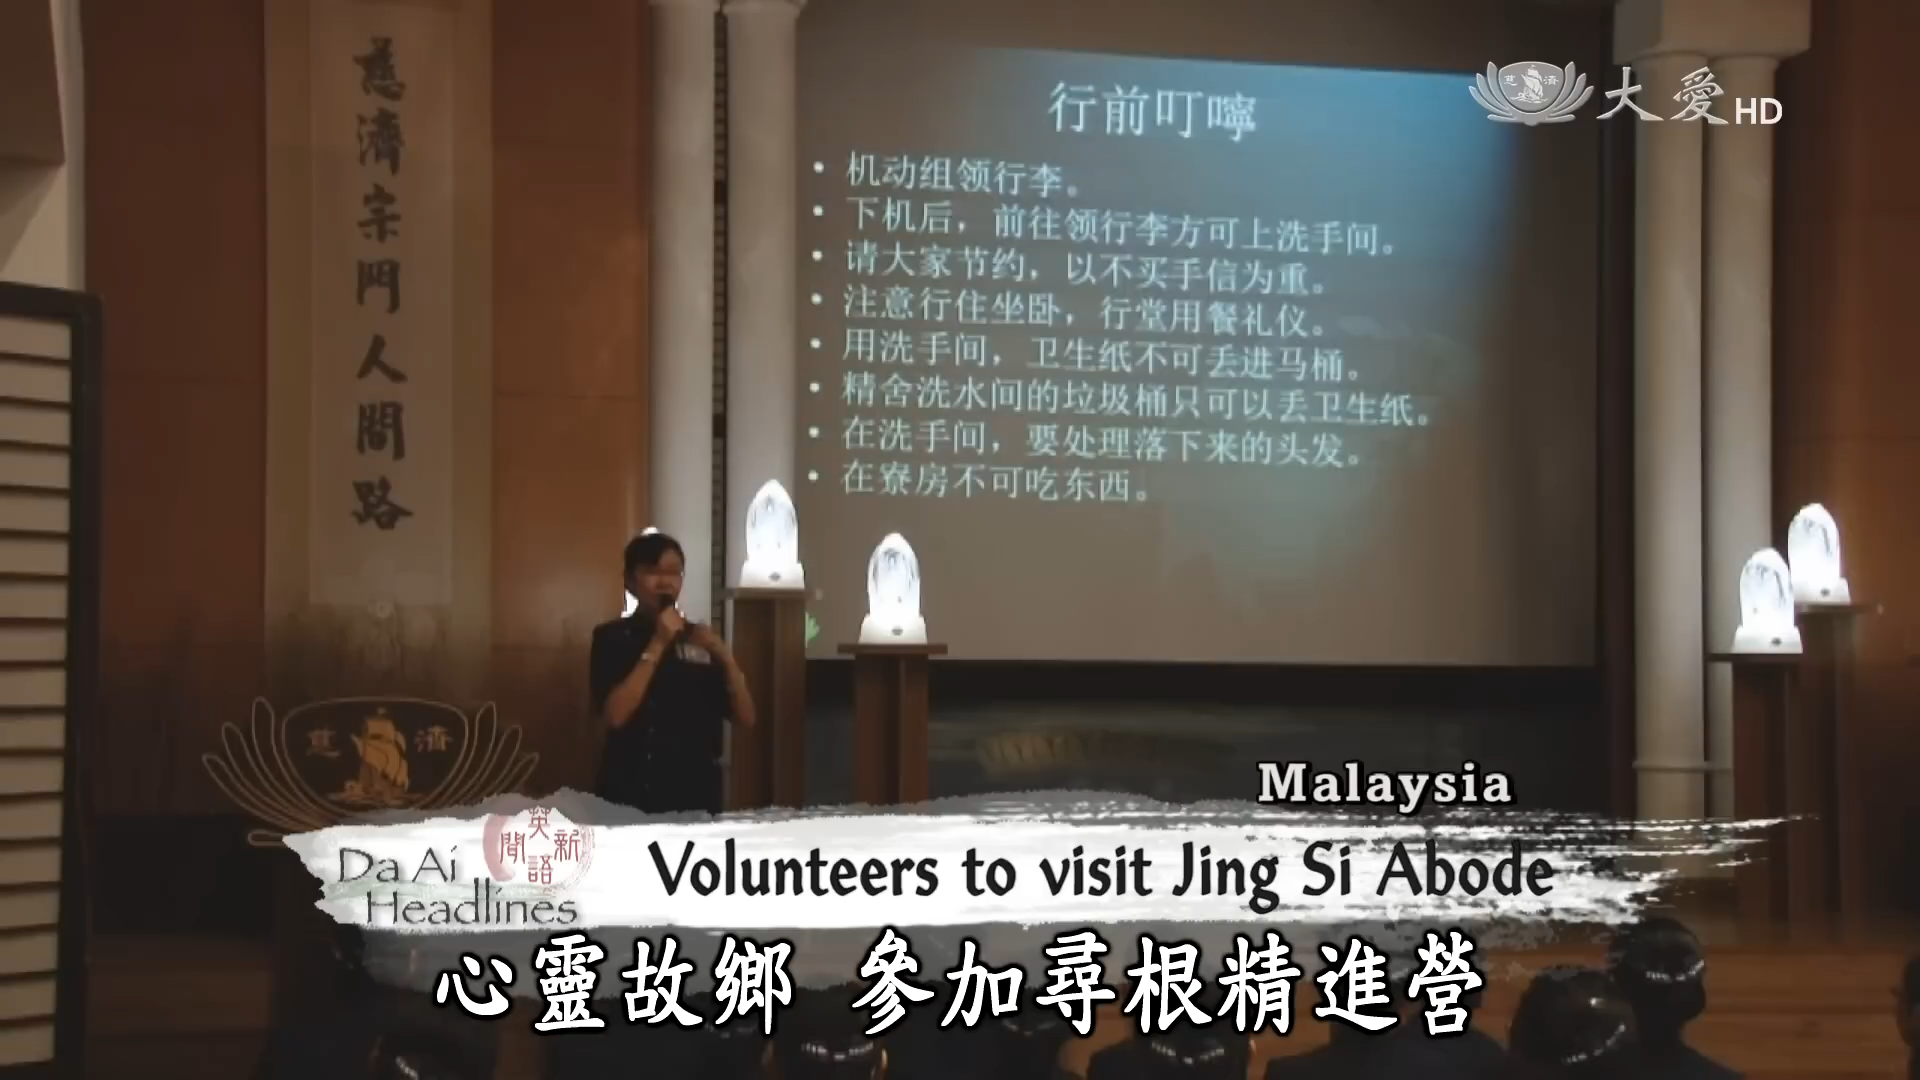 慈濟宗門人間路
行前叮嚀
• 机动组领行李。
• 下机后，前往领行李方可上洗手间。
• 请大家节约，以不买手信为重。
• 注意行住坐卧，行堂用餐礼仪。
• 用洗手间，卫生纸不可丢进马桶。
• 精舍洗水间的垃圾桶只可以丢卫生纸。
• 在洗手间，要处理落下来的头发。
• 在寮房不可吃东西。
慈濟
大愛HD
慈濟
Malaysia
Da Ai
Headlines
英語新聞
Volunteers to visit Jing Si Abode
心靈故鄉 參加尋根精進營